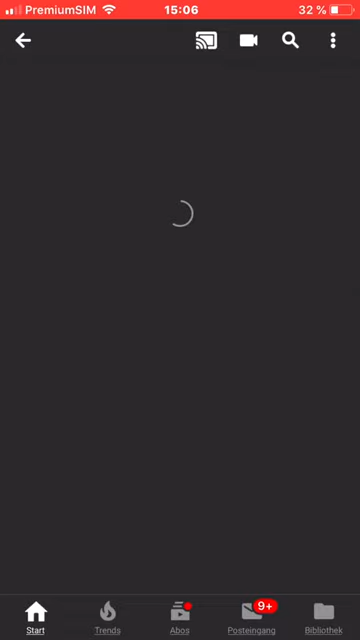 PremiumSIM 15:06 32 %
9+
Start Trends Abos Posteingang Bibliothek